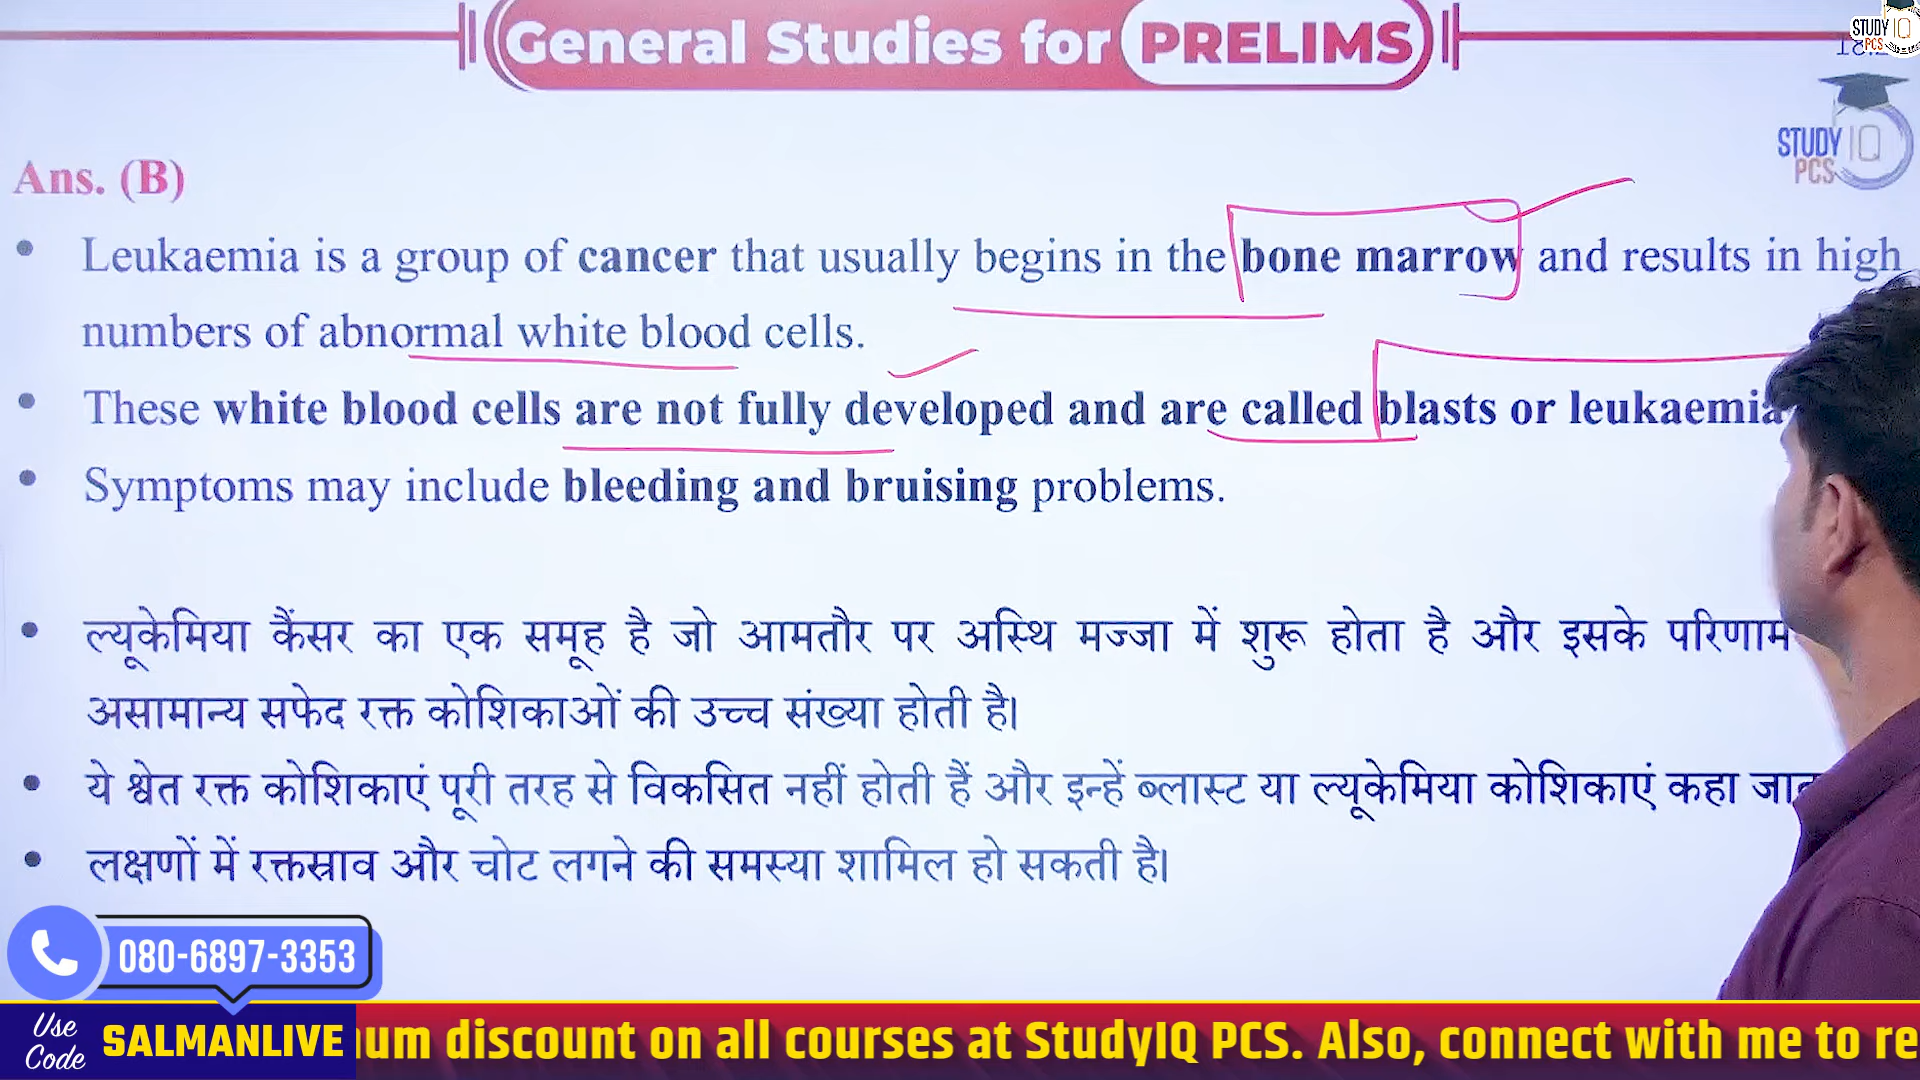 General Studies for PRELIMS
STUDY IQ
PCS
STUDY IQ
PCS
Ans. (B)
• Leukaemia is a group of cancer that usually begins in the bone marrow and results in high
numbers of abnormal white blood cells.
• These white blood cells are not fully developed and are called blasts or leukaemia
• Symptoms may include bleeding and bruising problems.
• ल्यूकेमिया कैंसर का एक समूह है जो आमतौर पर अस्थि मज्जा में शुरू होता है और इसके परिणाम
असामान्य सफेद रक्त कोशिकाओं की उच्च संख्या होती है।
• ये श्वेत रक्त कोशिकाएं पूरी तरह से विकसित नहीं होती हैं और इन्हें ब्लास्ट या ल्यूकेमिया कोशिकाएं कहा
• लक्षणों में रक्तस्राव और चोट लगने की समस्या शामिल हो सकती है।
080-6897-3353
Use Code SALMANLIVE
discount on all courses at StudyIQ PCS. Also, connect with me to re